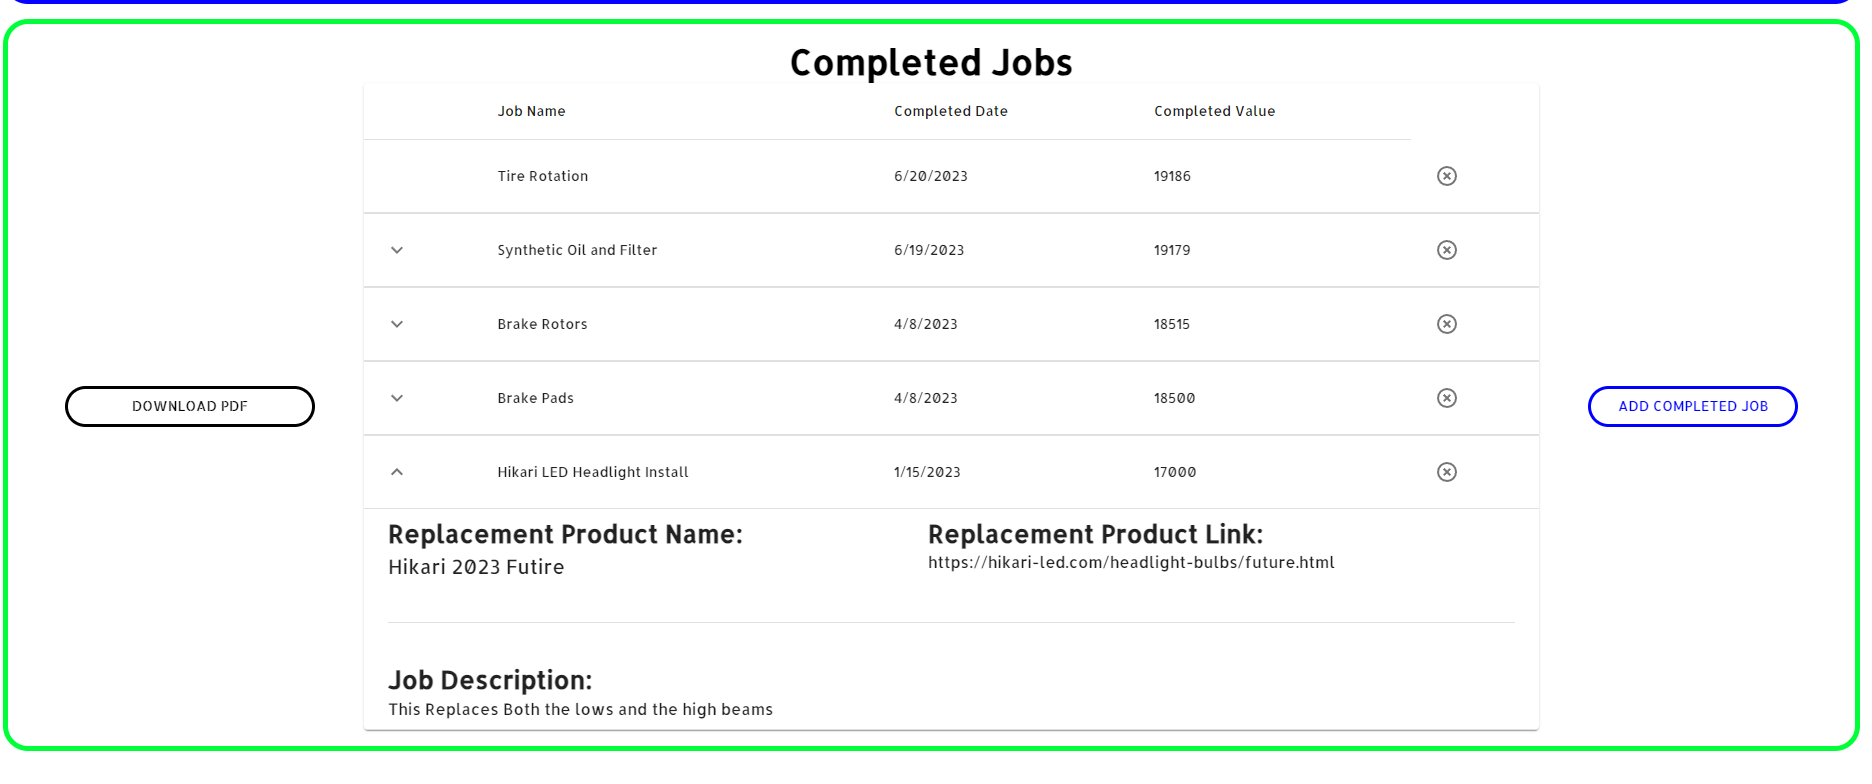 Completed Jobs
Job Name Completed Date Completed Value
Tire Rotation 6/20/2023 19186
Synthetic Oil and Filter 6/19/2023 19179
Brake Rotors 4/8/2023 18515
Brake Pads 4/8/2023 18500
DOWNLOAD PDF
ADD COMPLETED JOB
Hikari LED Headlight Install 1/15/2023 17000
Replacement Product Name:
Hikari 2023 Futire
Replacement Product Link:
https://hikari-led.com/headlight-bulbs/future.html
Job Description:
This Replaces Both the lows and the high beams